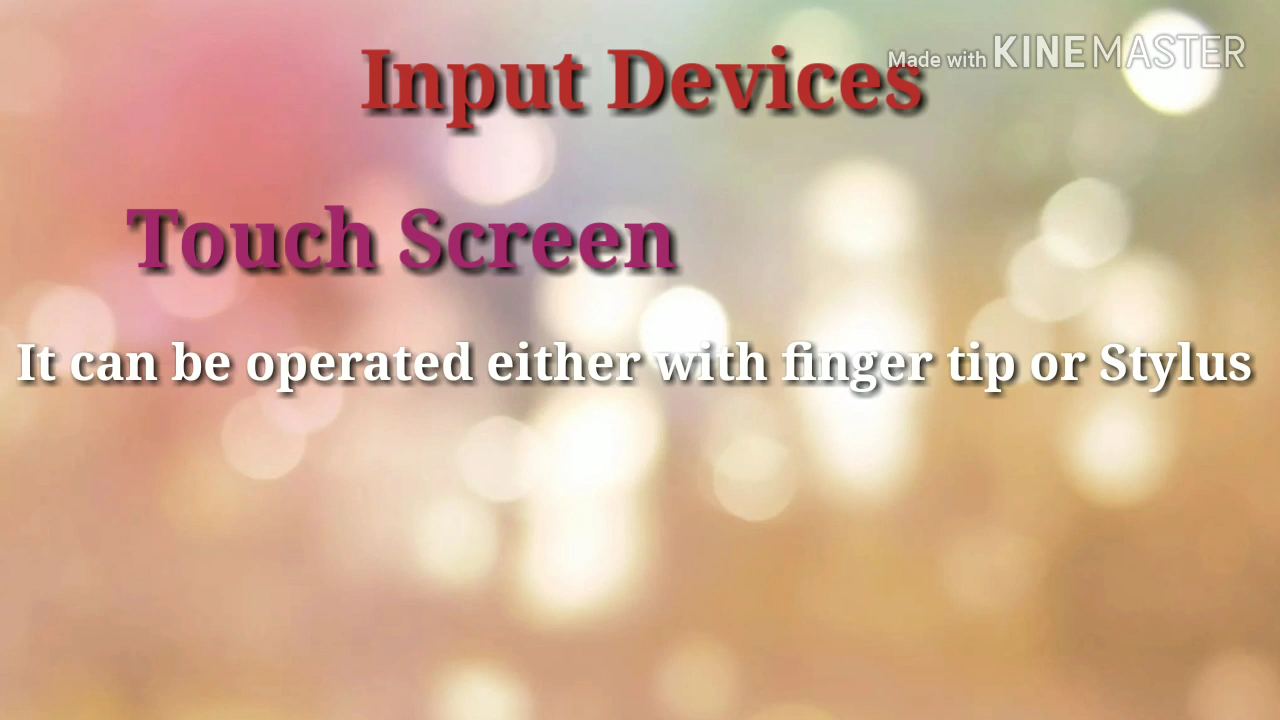 Input Devices
Made with KINEMASTER
Touch Screen
It can be operated either with finger tip or Stylus